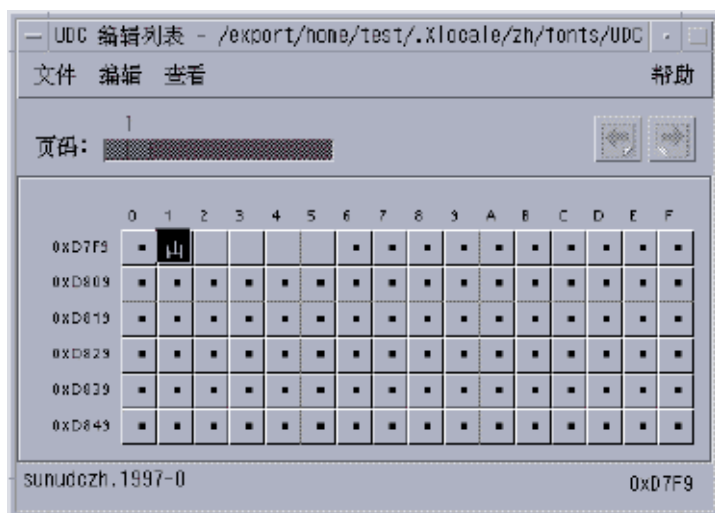 UDC 编辑列表 - /export/home/test/.Xlocale/zh/fonts/UDC
文件 编辑 查看 帮助
1
页码:
0 1 2 3 4 5 6 7 8 9 A B C D E F
0xD7F9 山
0xD809
0xD819
0xD829
0xD839
0xD849
sunudczh.1997-0 0xD7F9